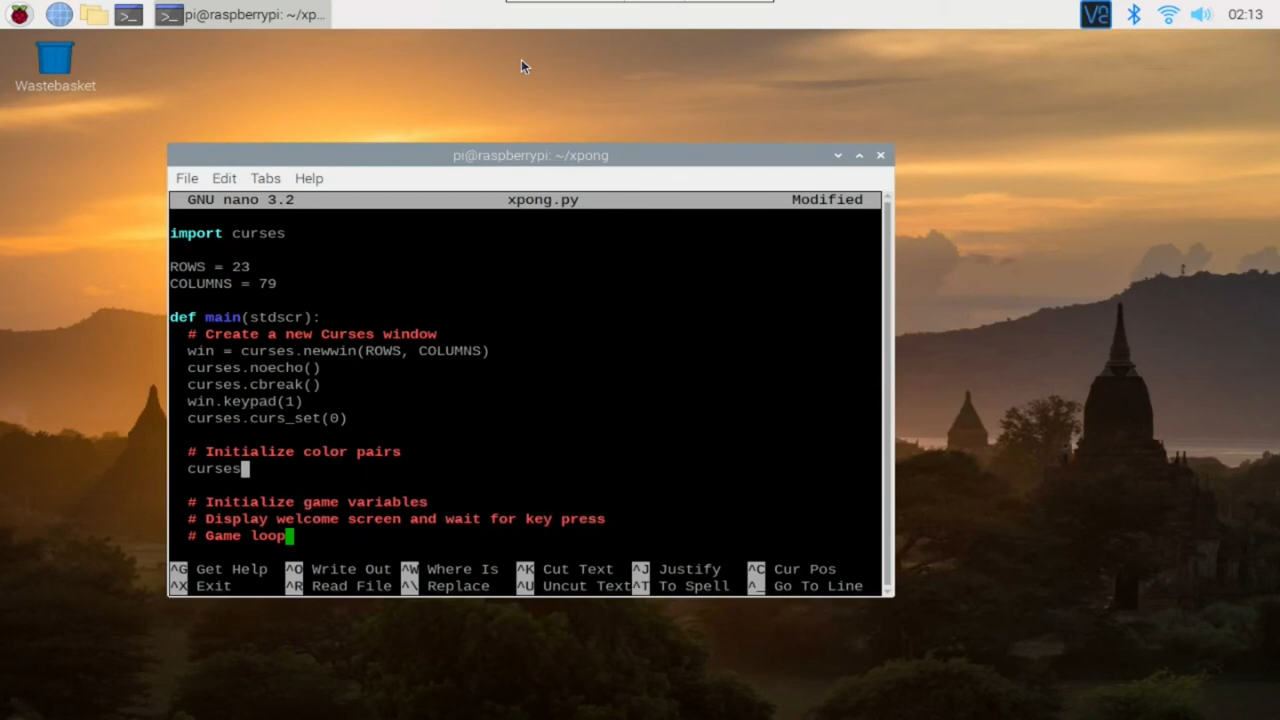 pi@raspberrypi: ~/xp...
02:13
Wastebasket
pi@raspberrypi: ~/xpong
File Edit Tabs Help
GNU nano 3.2 xpong.py Modified
import curses
ROWS = 23
COLUMNS = 79
def main(stdscr):
# Create a new Curses window
win = curses.newwin(ROWS, COLUMNS)
curses.noecho()
curses.cbreak()
win.keypad(1)
curses.curs_set(0)
# Initialize color pairs
curses
# Initialize game variables
# Display welcome screen and wait for key press
# Game loop
^G Get Help ^O Write Out ^W Where Is ^K Cut Text ^J Justify ^C Cur Pos
^X Exit ^R Read File ^\ Replace ^U Uncut Text ^T To Spell ^_ Go To Line